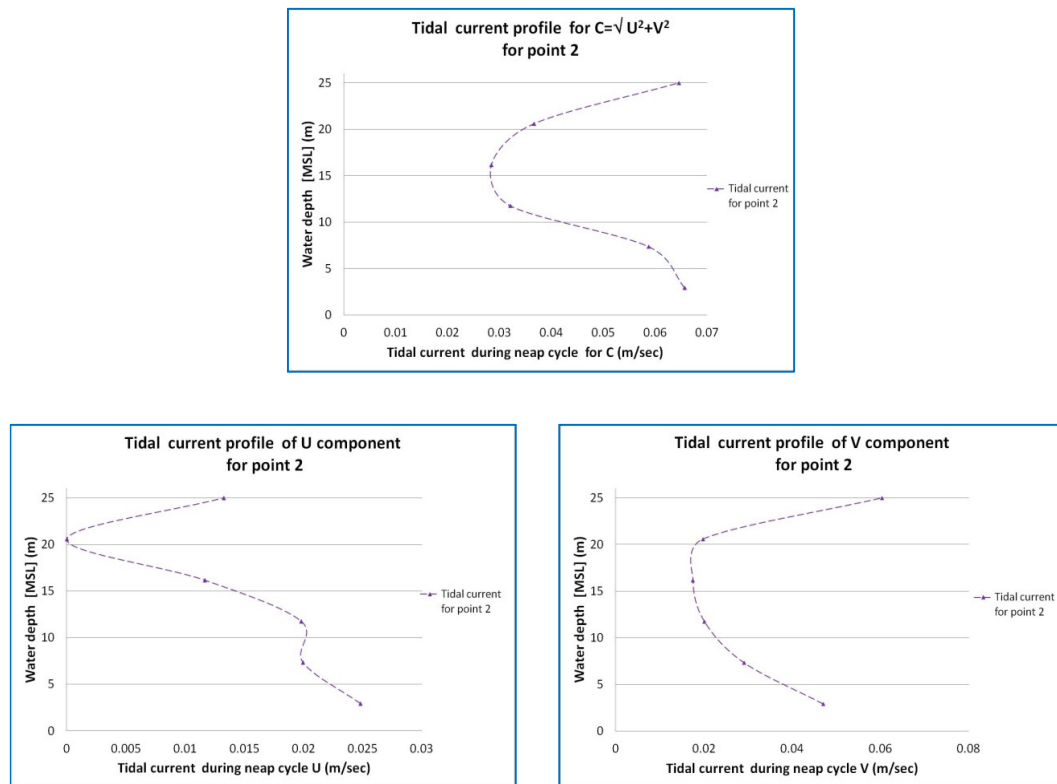 Tidal current profile for C=√ U²+V²
for point 2
Water depth [MSL] (m)
25
20
15
10
5
0
0 0.01 0.02 0.03 0.04 0.05 0.06 0.07
Tidal current during neap cycle for C (m/sec)
Tidal current
for point 2
Tidal current profile of U component
for point 2
Water depth [MSL] (m)
25
20
15
10
5
0
0 0.005 0.01 0.015 0.02 0.025 0.03
Tidal current during neap cycle U (m/sec)
Tidal current
for point 2
Tidal current profile of V component
for point 2
Water depth [MSL] (m)
25
20
15
10
5
0
0 0.02 0.04 0.06 0.08
Tidal current during neap cycle V (m/sec)
Tidal current
for point 2